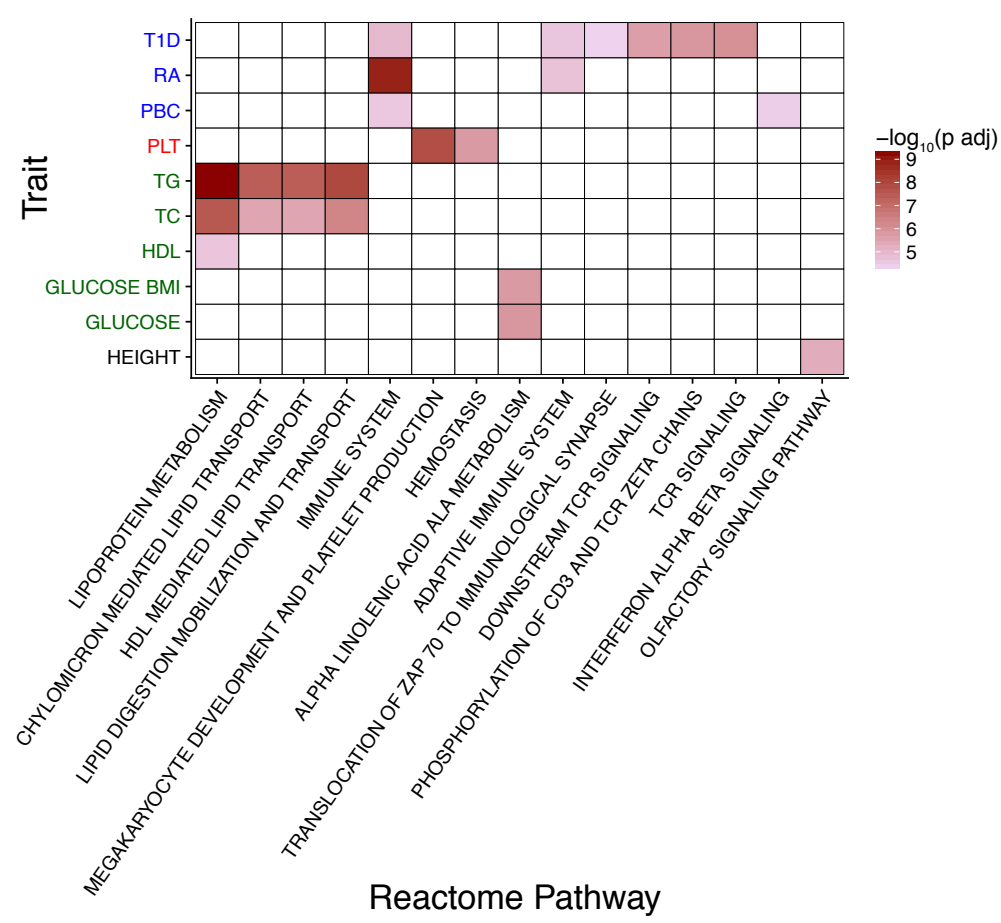 Trait
T1D
RA
PBC
PLT
TG
TC
HDL
GLUCOSE BMI
GLUCOSE
HEIGHT
−log10(p adj)
9
8
7
6
5
LIPOPROTEIN METABOLISM
CHYLOMICRON MEDIATED LIPID TRANSPORT
HDL MEDIATED LIPID TRANSPORT
LIPID DIGESTION MOBILIZATION AND TRANSPORT
IMMUNE SYSTEM
MEGAKARYOCYTE DEVELOPMENT AND PLATELET PRODUCTION
HEMOSTASIS
ALPHA LINOLENIC ACID ALA METABOLISM
ADAPTIVE IMMUNE SYSTEM
TRANSLOCATION OF ZAP 70 TO IMMUNOLOGICAL SYNAPSE
DOWNSTREAM TCR SIGNALING
PHOSPHORYLATION OF CD3 AND TCR ZETA CHAINS
TCR SIGNALING
INTERFERON ALPHA BETA SIGNALING
OLFACTORY SIGNALING PATHWAY
Reactome Pathway